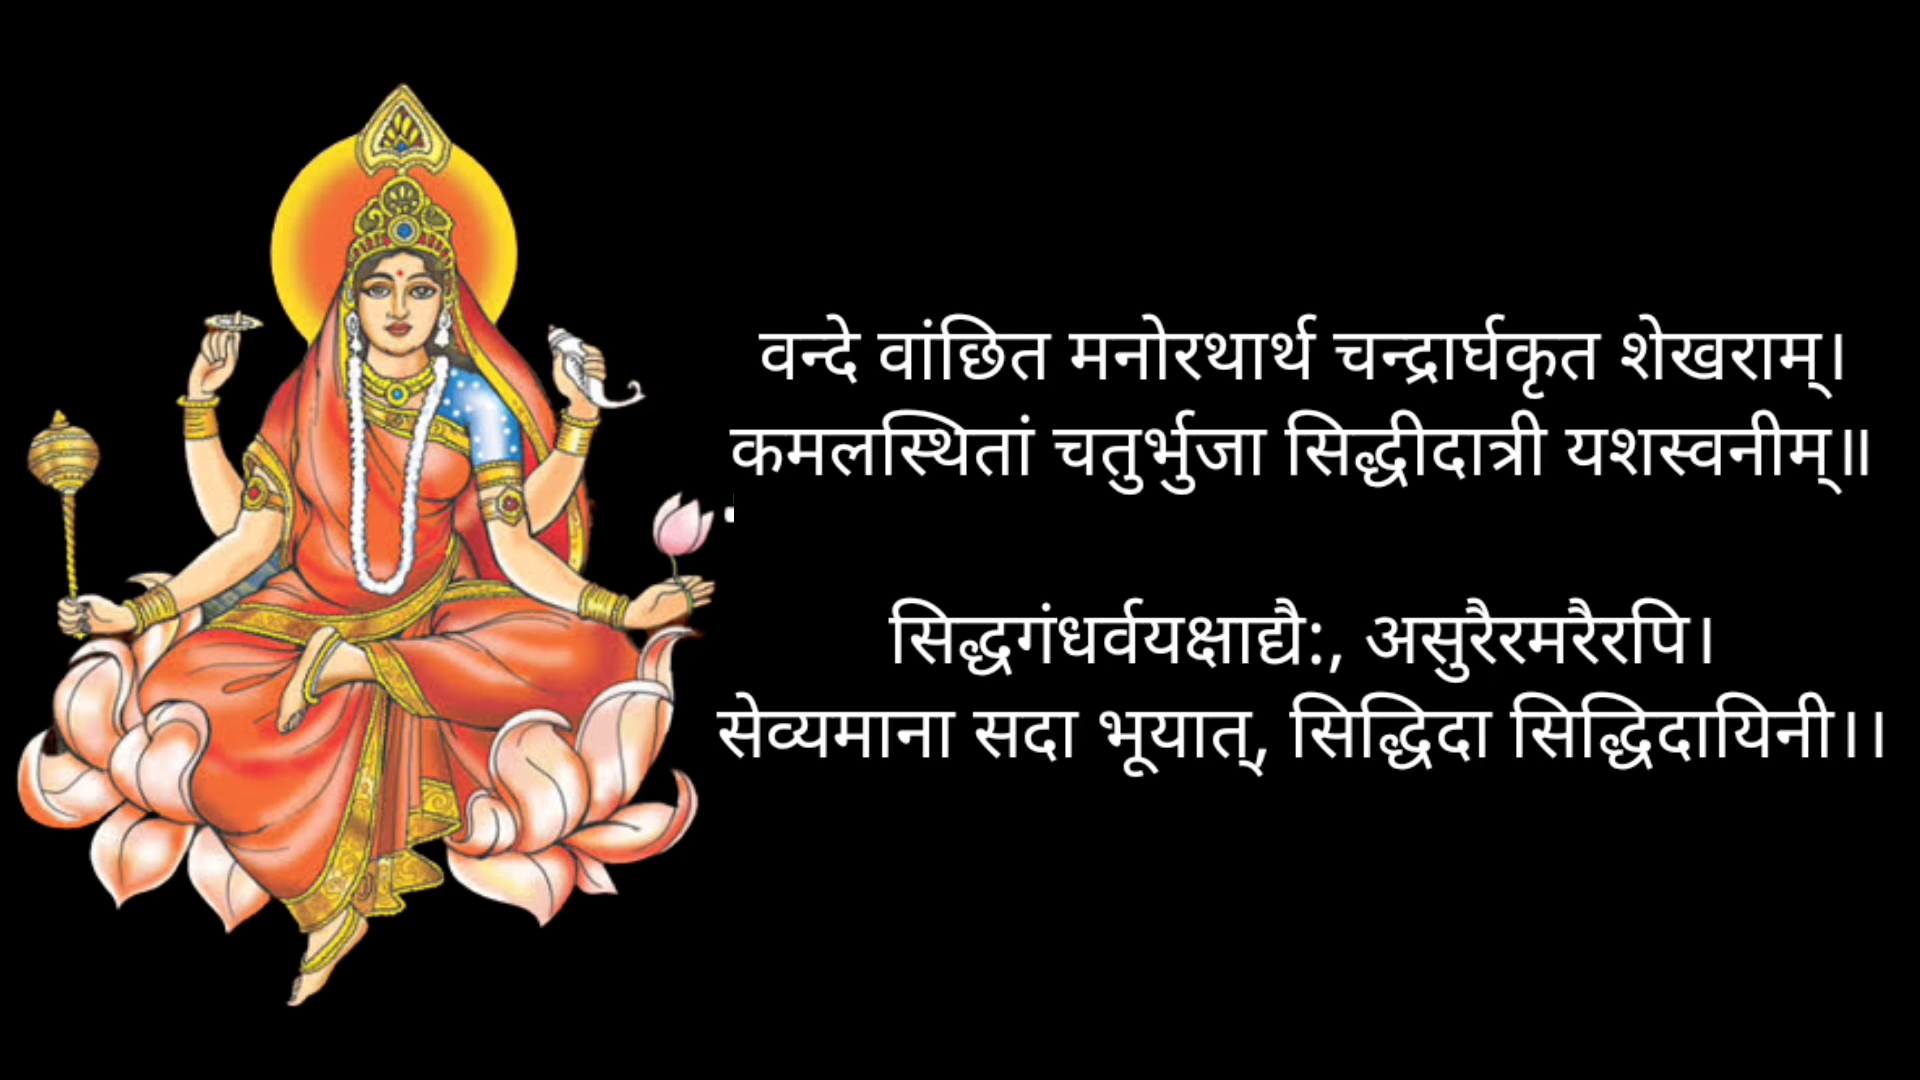 वन्दे वांछित मनोरथार्थ चन्द्रार्घकृत शेखराम्।
कमलस्थितां चतुर्भुजा सिद्धीदात्री यशस्वनीम्॥
सिद्धगंधर्वयक्षाद्यै:, असुरैरमरैरपि।
सेव्यमाना सदा भूयात्, सिद्धिदा सिद्धिदायिनी।।